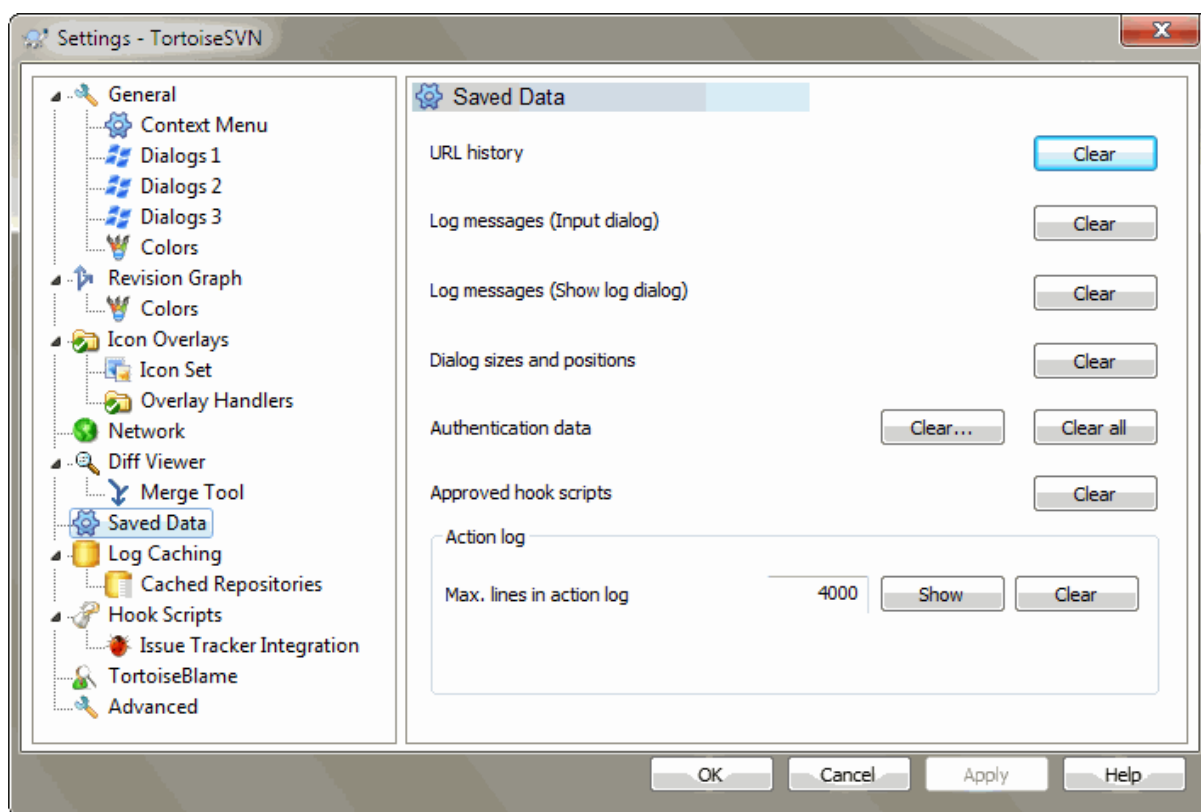 Settings - TortoiseSVN
x
General
Context Menu
Dialogs 1
Dialogs 2
Dialogs 3
Colors
Revision Graph
Colors
Icon Overlays
Icon Set
Overlay Handlers
Network
Diff Viewer
Merge Tool
Saved Data
Log Caching
Cached Repositories
Hook Scripts
Issue Tracker Integration
TortoiseBlame
Advanced
Saved Data
URL history Clear
Log messages (Input dialog) Clear
Log messages (Show log dialog) Clear
Dialog sizes and positions Clear
Authentication data Clear... Clear all
Approved hook scripts Clear
Action log
Max. lines in action log 4000 Show Clear
OK Cancel Apply Help